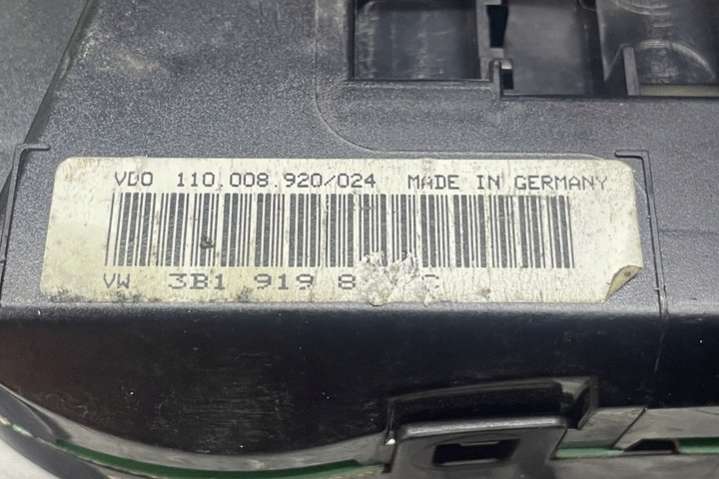 VDO 110.008.920/024 MADE IN GERMANY
VW 3B1 919 8 C